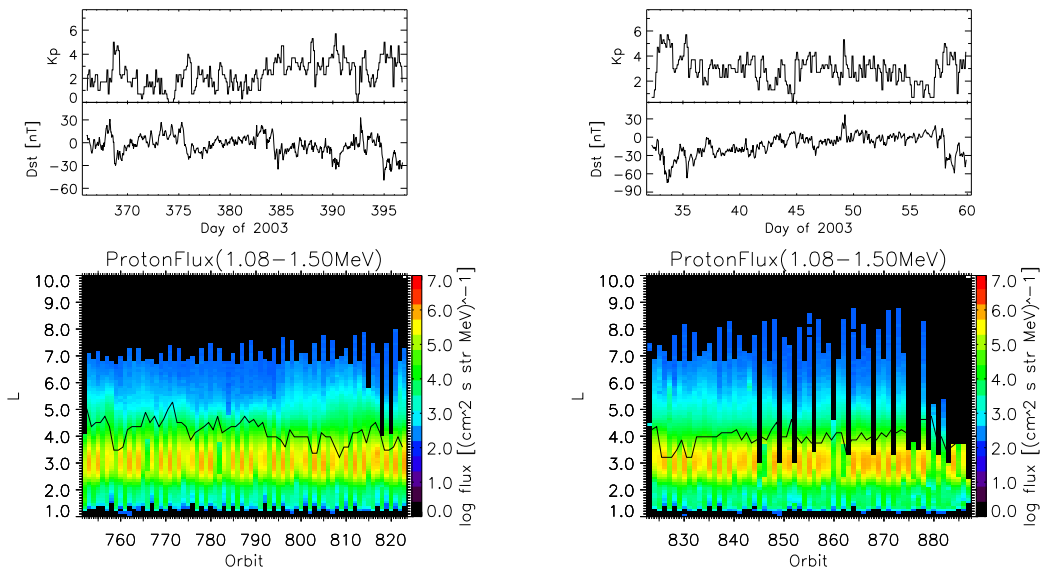 6
4
2
0
Kp
30
0
−30
−60
Dst [nT]
370 375 380 385 390 395
Day of 2003
ProtonFlux(1.08−1.50MeV)
10.0
9.0
8.0
7.0
6.0
5.0
4.0
3.0
2.0
1.0
L
760 770 780 790 800 810 820
Orbit
7.0
6.0
5.0
4.0
3.0
2.0
1.0
0.0
log flux [(cm^2 s str MeV)^−1]
6
4
2
0
Kp
30
0
−30
−60
−90
Dst [nT]
35 40 45 50 55 60
Day of 2003
ProtonFlux(1.08−1.50MeV)
10.0
9.0
8.0
7.0
6.0
5.0
4.0
3.0
2.0
1.0
L
830 840 850 860 870 880
Orbit
7.0
6.0
5.0
4.0
3.0
2.0
1.0
0.0
log flux [(cm^2 s str MeV)^−1]